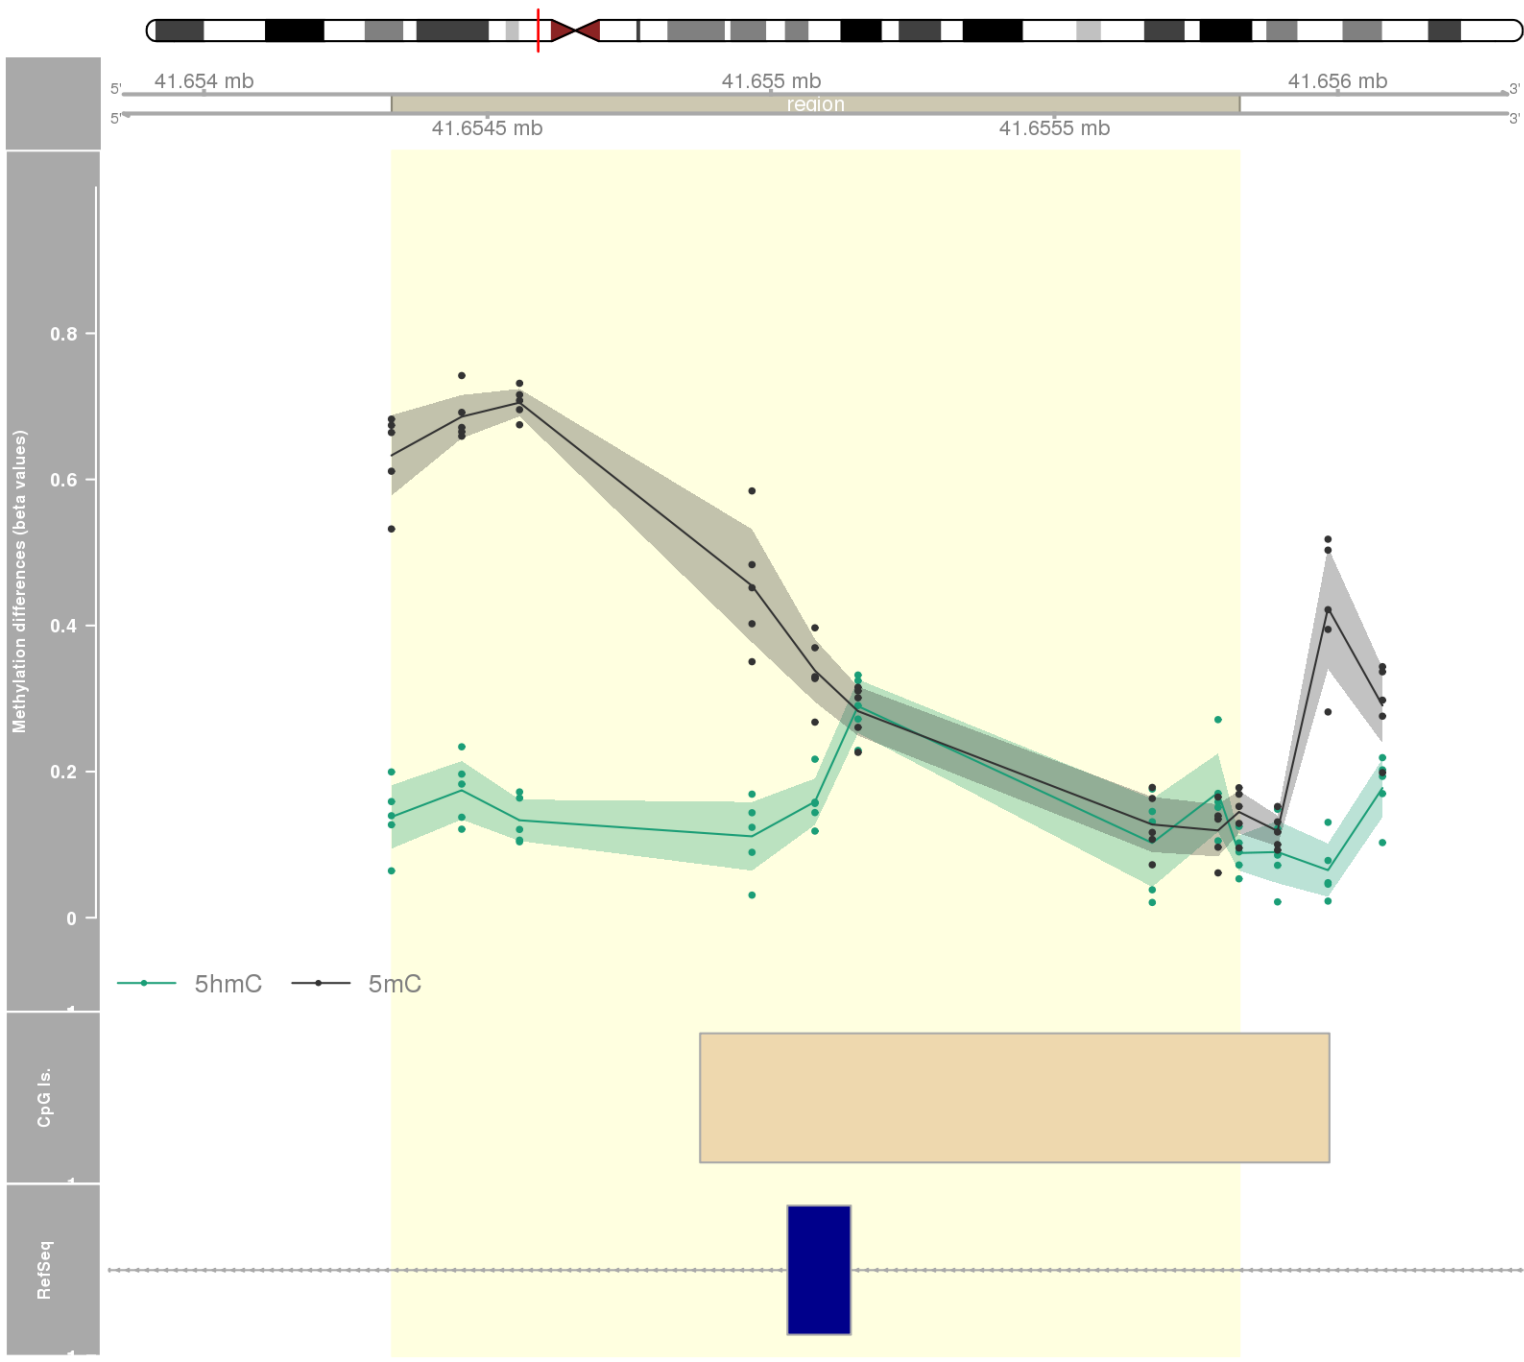 41.654 mb 41.655 mb 41.656 mb
5' 3'
region
5' 3'
41.6545 mb 41.6555 mb
Methylation differences (beta values)
0.8
0.6
0.4
0.2
0
5hmC 5mC
CpG Is.
RefSeq